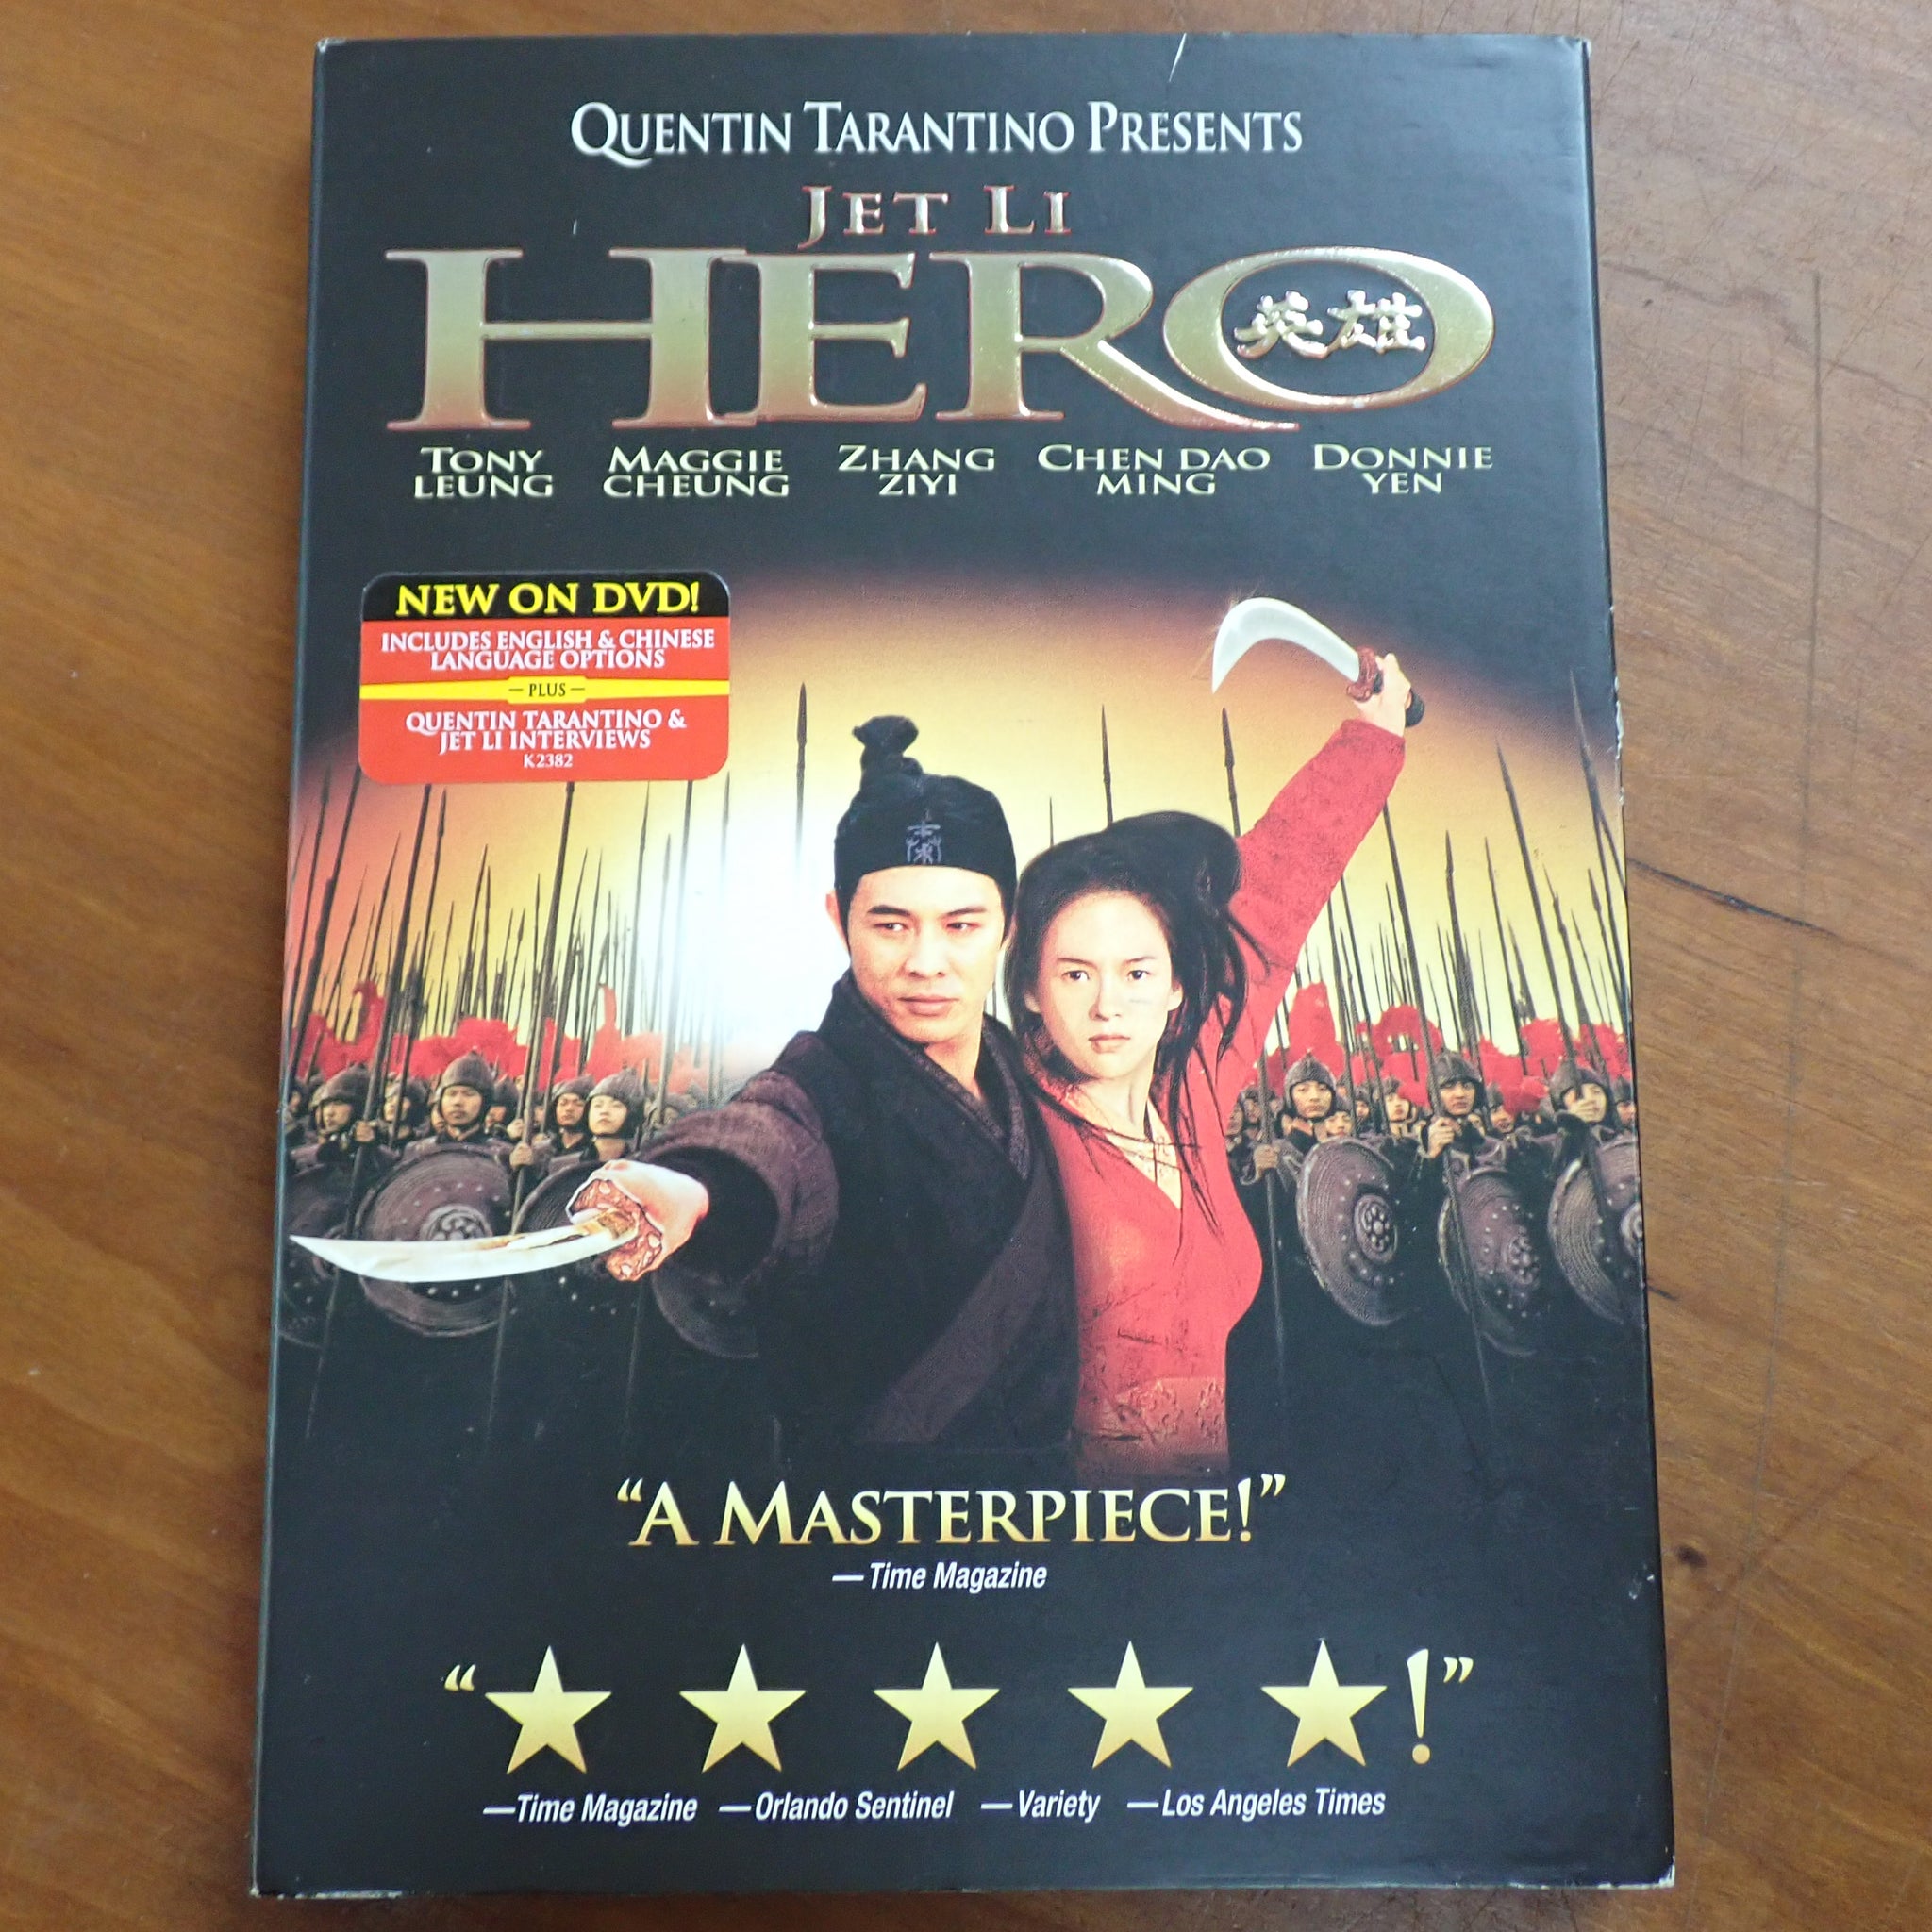 QUENTIN TARANTINO PRESENTS
JET LI
HERO
英雄
TONY LEUNG
MAGGIE CHEUNG
ZHANG ZIYI
CHEN DAO MING
DONNIE YEN
NEW ON DVD!
INCLUDES ENGLISH & CHINESE
LANGUAGE OPTIONS
— PLUS —
QUENTIN TARANTINO &
JET LI INTERVIEWS
K2382
“A MASTERPIECE!”
—Time Magazine
“★ ★ ★ ★ ★!”
—Time Magazine —Orlando Sentinel —Variety —Los Angeles Times